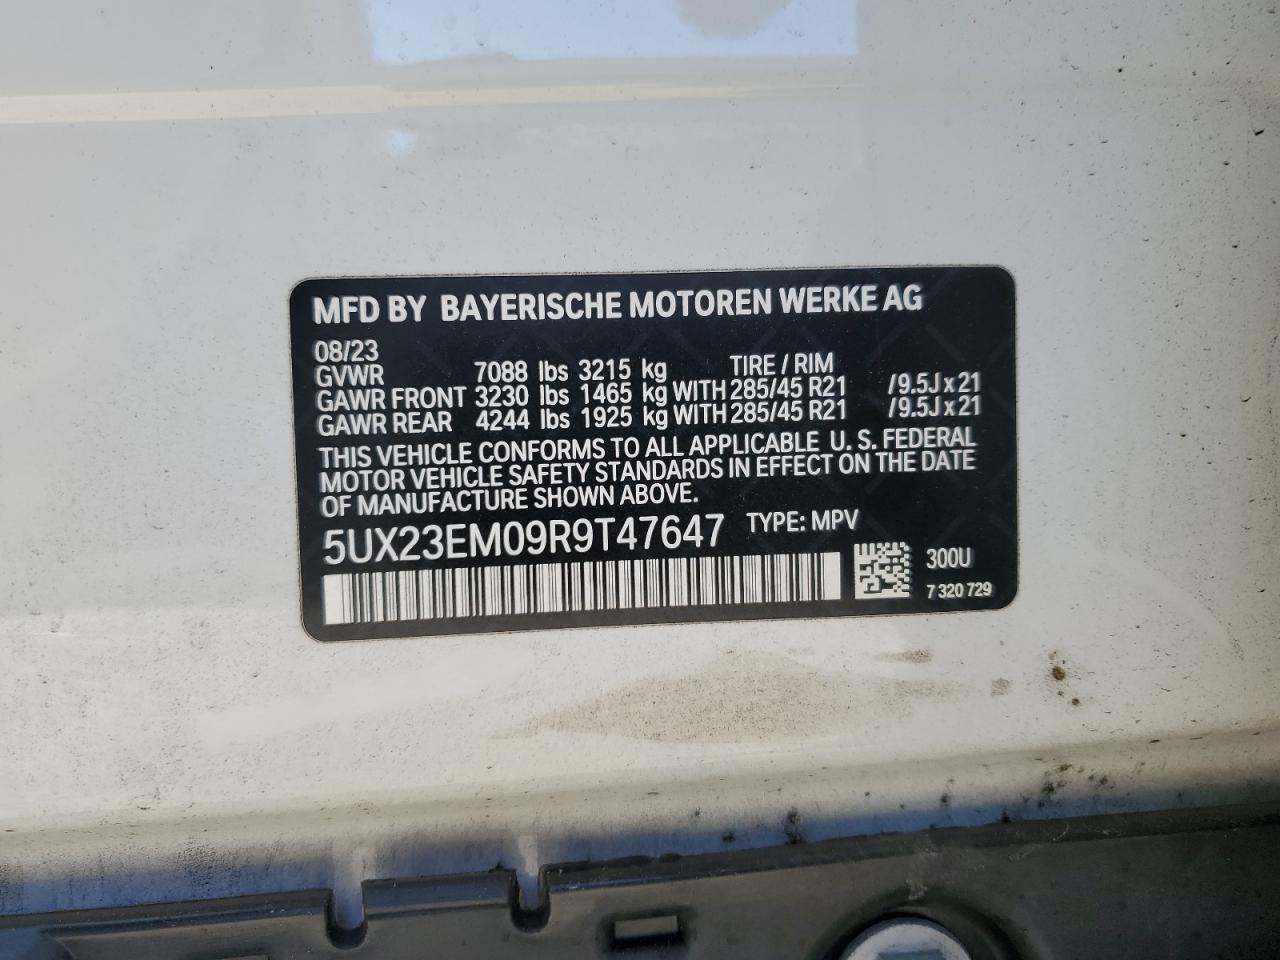 MFD BY BAYERISCHE MOTOREN WERKE AG
08/23
GVWR 7088 lbs 3215 kg TIRE / RIM
GAWR FRONT 3230 lbs 1465 kg WITH 285/45 R21 /9.5J x 21
GAWR REAR 4244 lbs 1925 kg WITH 285/45 R21 /9.5J x 21
THIS VEHICLE CONFORMS TO ALL APPLICABLE U. S. FEDERAL
MOTOR VEHICLE SAFETY STANDARDS IN EFFECT ON THE DATE
OF MANUFACTURE SHOWN ABOVE.
5UX23EM09R9T47647 TYPE: MPV
300U
7 320 729